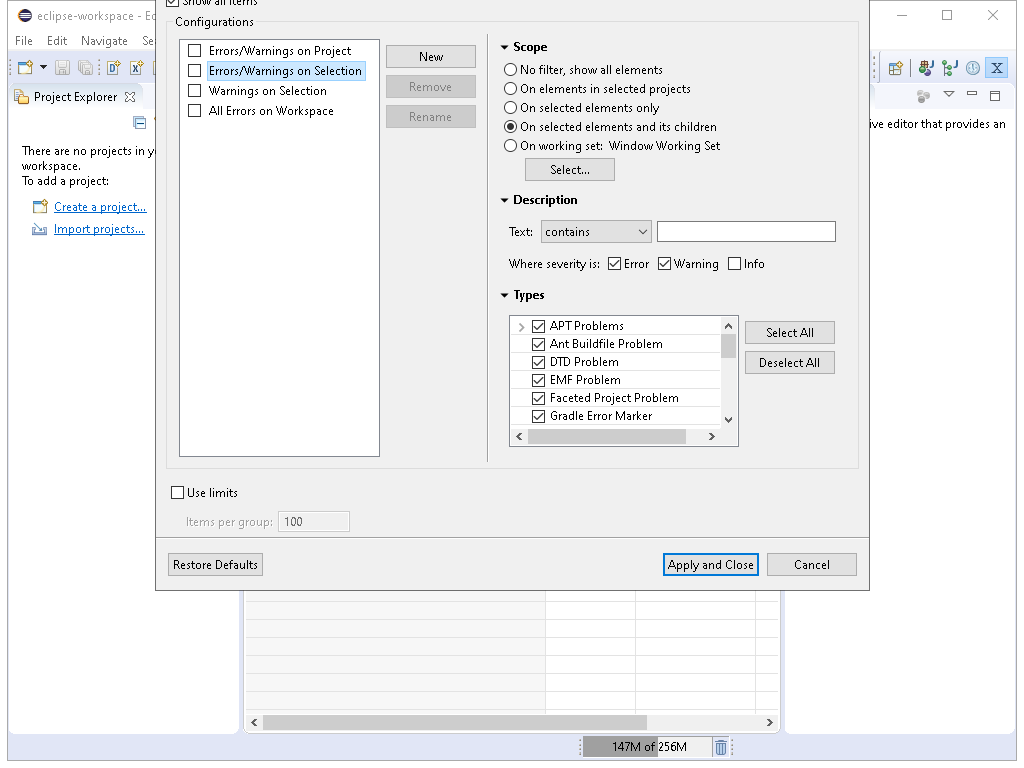 eclipse-workspace - Ec
Show all items
File Edit Navigate Se
Configurations
Project Explorer
There are no projects in y
workspace.
To add a project:
Create a project...
Import projects...
Errors/Warnings on Project
Errors/Warnings on Selection
Warnings on Selection
All Errors on Workspace
New
Remove
Rename
Scope
No filter, show all elements
On elements in selected projects
On selected elements only
On selected elements and its children
On working set: Window Working Set
Select...
Description
Text: contains
Where severity is: Error Warning Info
Types
APT Problems
Ant Buildfile Problem
DTD Problem
EMF Problem
Faceted Project Problem
Gradle Error Marker
Select All
Deselect All
ive editor that provides an
Use limits
Items per group: 100
Restore Defaults
Apply and Close
Cancel
147M of 256M